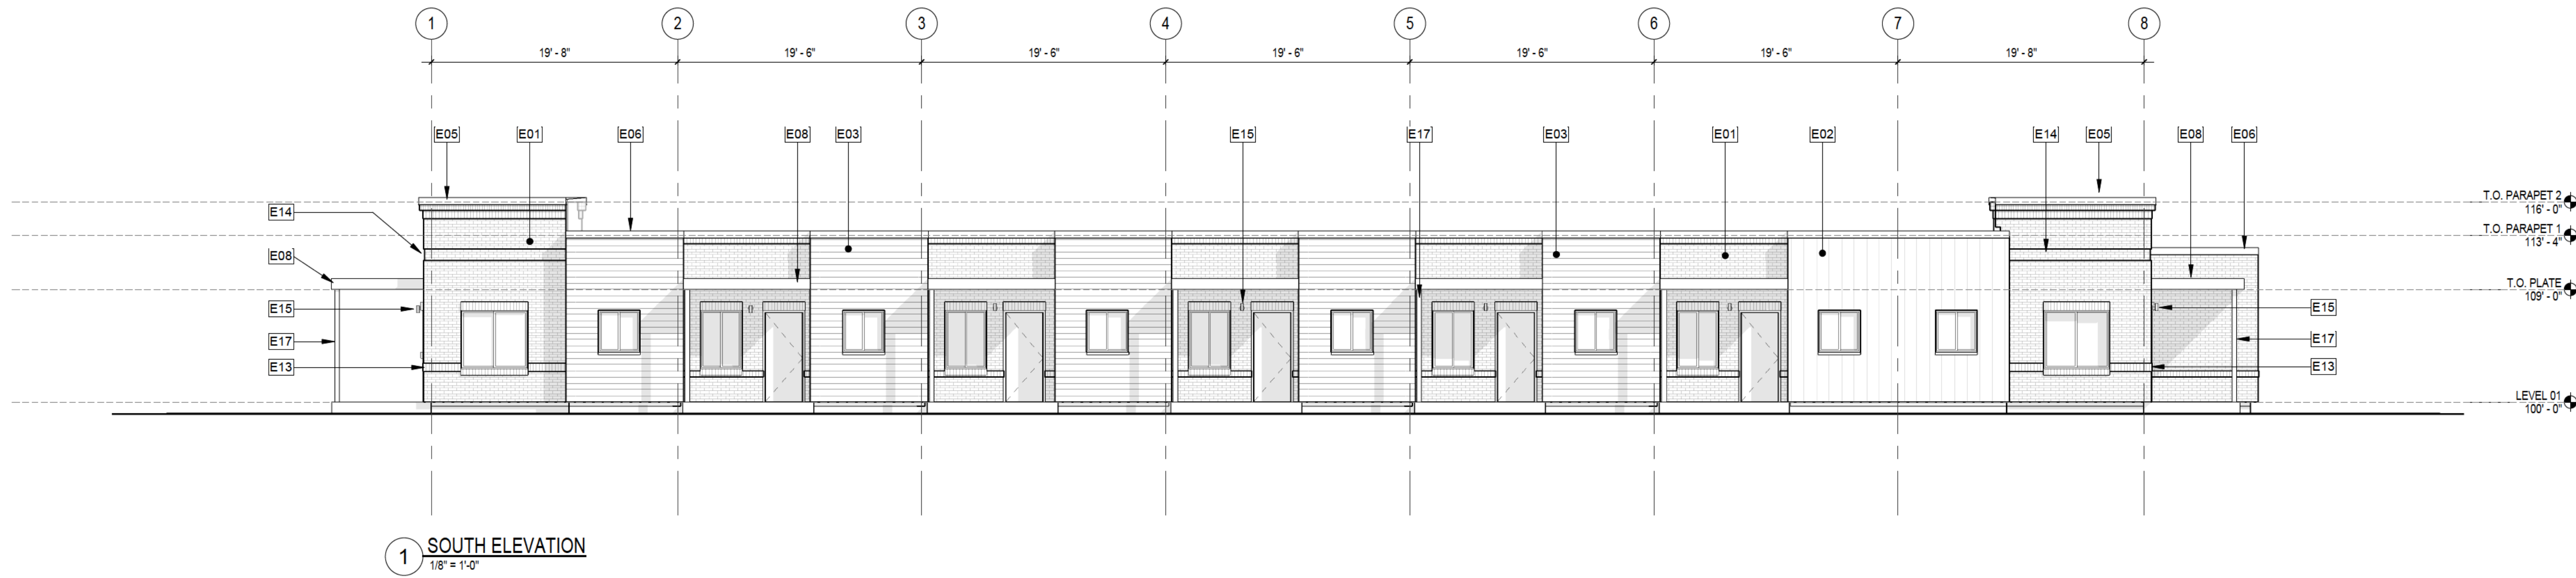 1 2 3 4 5 6 7 8
19' - 8" 19' - 6" 19' - 6" 19' - 6" 19' - 6" 19' - 6" 19' - 8"
E05 E01 E06 E08 E03 E15 E17 E03 E01 E02 E14 E05 E08 E06
T.O. PARAPET 2
116' - 0"
E14
T.O. PARAPET 1
113' - 4"
E08
T.O. PLATE
109' - 0"
E15 E15
E17 E17
E13 E13
LEVEL 01
100' - 0"
1 SOUTH ELEVATION
1/8" = 1'-0"